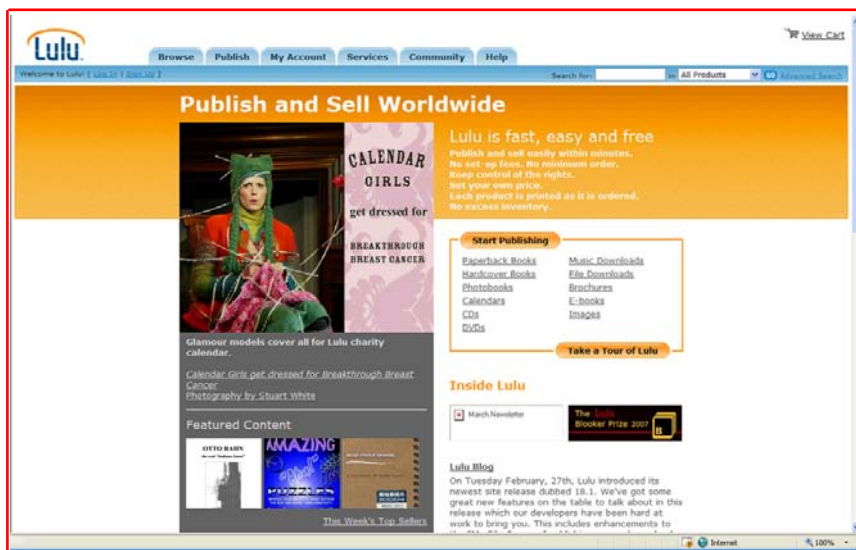 Lulu
View Cart
Browse Publish My Account Services Community Help
Welcome to Lulu! [ Log In | Sign Up ]
Search for: in All Products GO Advanced Search
Publish and Sell Worldwide
CALENDAR
GIRLS
get dressed for
BREAKTHROUGH
BREAST CANCER
Glamour models cover all for Lulu charity
calendar.
Calendar Girls get dressed for Breakthrough Breast
Cancer
Photography by Stuart White
Featured Content
OTTO RAHN
AMAZING
PUZZLES
This Week's Top Sellers
Lulu is fast, easy and free
Publish and sell easily within minutes.
No set-up fees. No minimum order.
Keep control of the rights.
Set your own price.
Each product is printed as it is ordered.
No excess inventory.
Start Publishing
Paperback Books Music Downloads
Hardcover Books File Downloads
Photobooks Brochures
Calendars E-books
CDs Images
DVDs
Take a Tour of Lulu
Inside Lulu
March Newsletter
The Lulu
Blooker Prize 2007
B
Lulu Blog
On Tuesday February, 27th, Lulu introduced its
newest site release dubbed 18.1. We've got some
great new features on the table to talk about in this
release which our developers have been hard at
work to bring you. This includes enhancements to
Internet 100%